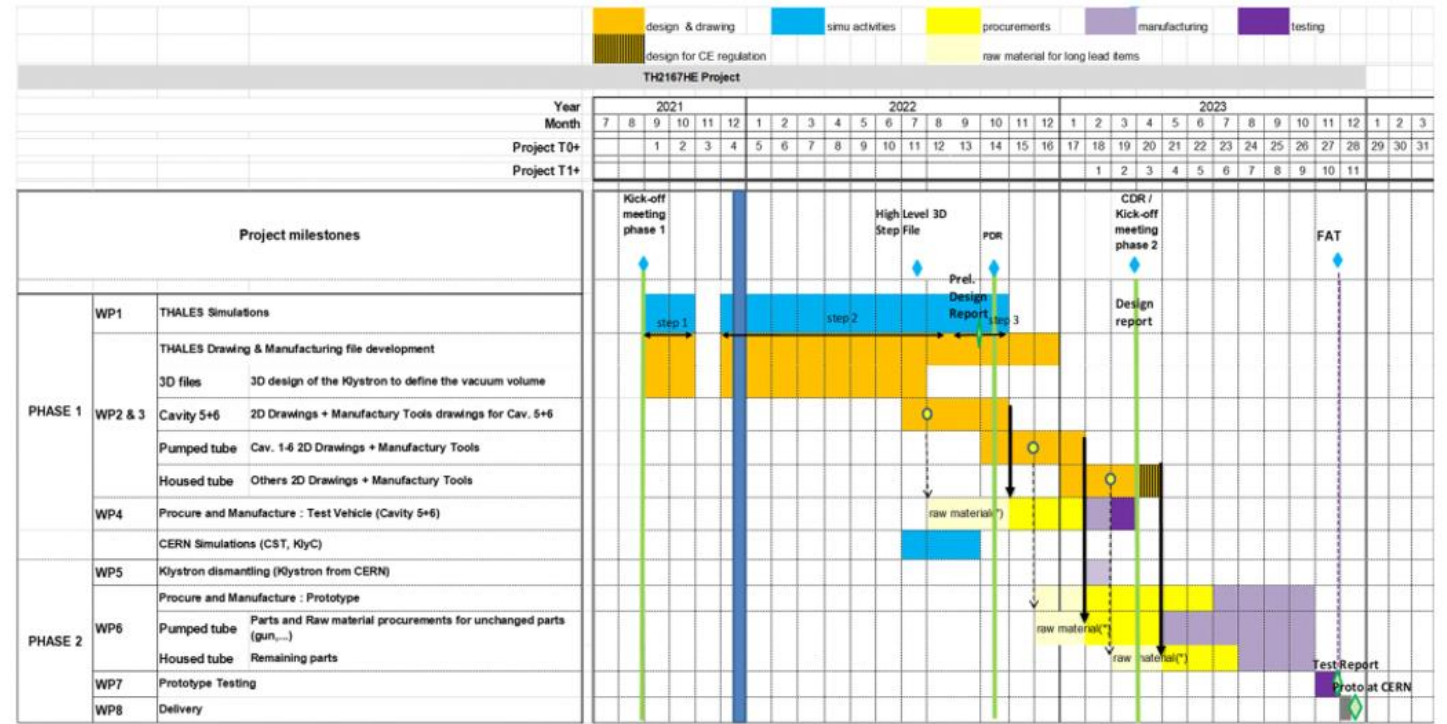 design & drawing simu activities procurements manufacturing testing
design for CE regulation raw material for long lead items
TH2167HE Project
Year 2021 2022 2023
Month 7 8 9 10 11 12 1 2 3 4 5 6 7 8 9 10 11 12 1 2 3 4 5 6 7 8 9 10 11 12 1 2 3
Project T0+ 1 2 3 4 5 6 7 8 9 10 11 12 13 14 15 16 17 18 19 20 21 22 23 24 25 26 27 28 29 30 31
Project T1+ 1 2 3 4 5 6 7 8 9 10 11
Project milestones
Kick-off
meeting
phase 1
High Level 3D
Step File
PDR
CDR /
Kick-off
meeting
phase 2
FAT
Prel.
Design
Report
Design
report
PHASE 1
WP1 THALES Simulations
step 1 step 2 step 3
WP2 & 3
THALES Drawing & Manufacturing file development
3D files 3D design of the Klystron to define the vacuum volume
Cavity 5+6 2D Drawings + Manufactury Tools drawings for Cav. 5+6
Pumped tube Cav. 1-6 2D Drawings + Manufactury Tools
Housed tube Others 2D Drawings + Manufactury Tools
WP4 Procure and Manufacture : Test Vehicle (Cavity 5+6) raw material(*)
CERN Simulations (CST, KlyC)
PHASE 2
WP5 Klystron dismantling (Klystron from CERN)
WP6
Procure and Manufacture : Prototype
Pumped tube Parts and Raw material procurements for unchanged parts
(gun,...)
raw material(*)
Housed tube Remaining parts raw material(*)
Test Report
WP7 Prototype Testing Proto at CERN
WP8 Delivery